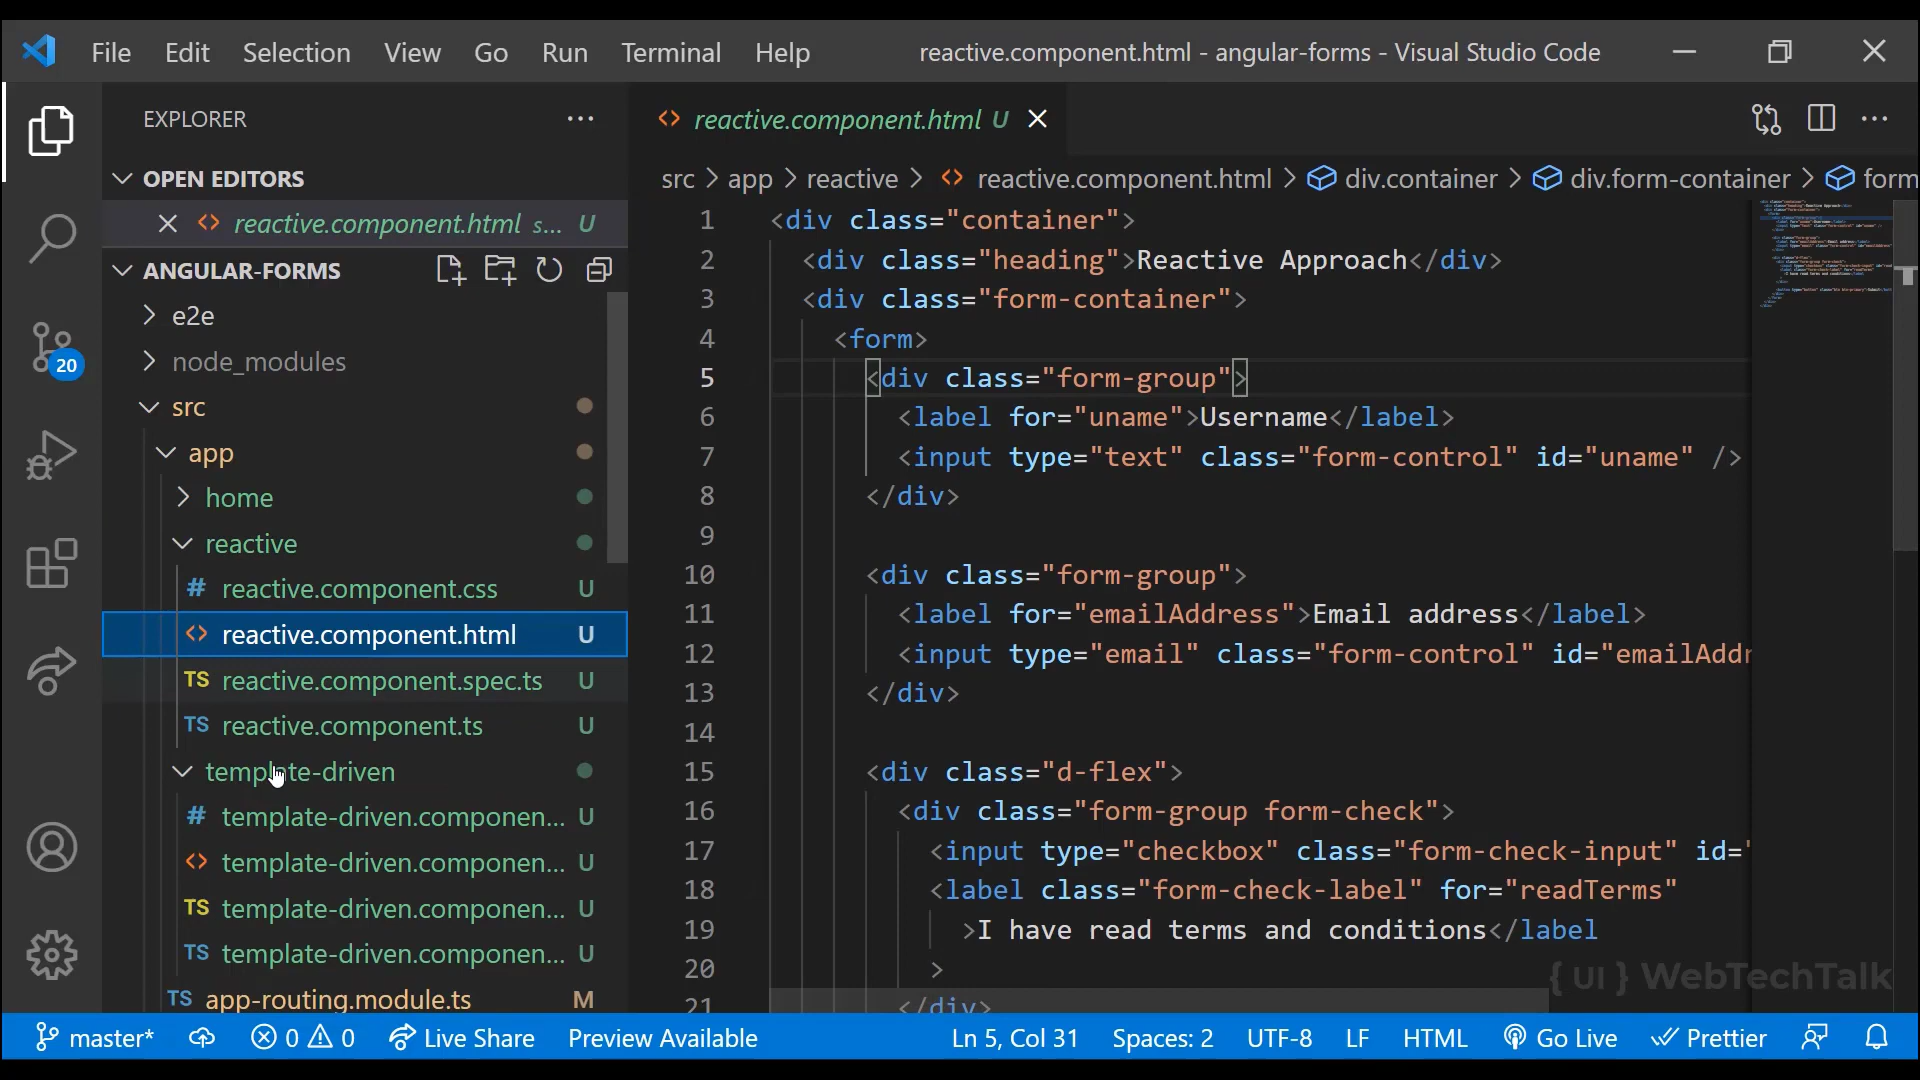 File Edit Selection View Go Run Terminal Help reactive.component.html - angular-forms - Visual Studio Code
EXPLORER
OPEN EDITORS
reactive.component.html s... U
ANGULAR-FORMS
e2e
node_modules
src
app
home
reactive
# reactive.component.css U
<> reactive.component.html U
TS reactive.component.spec.ts U
TS reactive.component.ts U
template-driven
# template-driven.componen... U
<> template-driven.componen... U
TS template-driven.componen... U
TS template-driven.componen... U
TS app-routing.module.ts M
20
reactive.component.html U
src > app > reactive > <> reactive.component.html > div.container > div.form-container > form
1 <div class="container">
2 <div class="heading">Reactive Approach</div>
3 <div class="form-container">
4 <form>
5 <div class="form-group">
6 <label for="uname">Username</label>
7 <input type="text" class="form-control" id="uname" />
8 </div>
9
10 <div class="form-group">
11 <label for="emailAddress">Email address</label>
12 <input type="email" class="form-control" id="emailAddr
13 </div>
14
15 <div class="d-flex">
16 <div class="form-group form-check">
17 <input type="checkbox" class="form-check-input" id="
18 <label class="form-check-label" for="readTerms"
19 >I have read terms and conditions</label
20 >
21 </div>
{ UI } WebTechTalk
master* 0 0 Live Share Preview Available Ln 5, Col 31 Spaces: 2 UTF-8 LF HTML Go Live Prettier